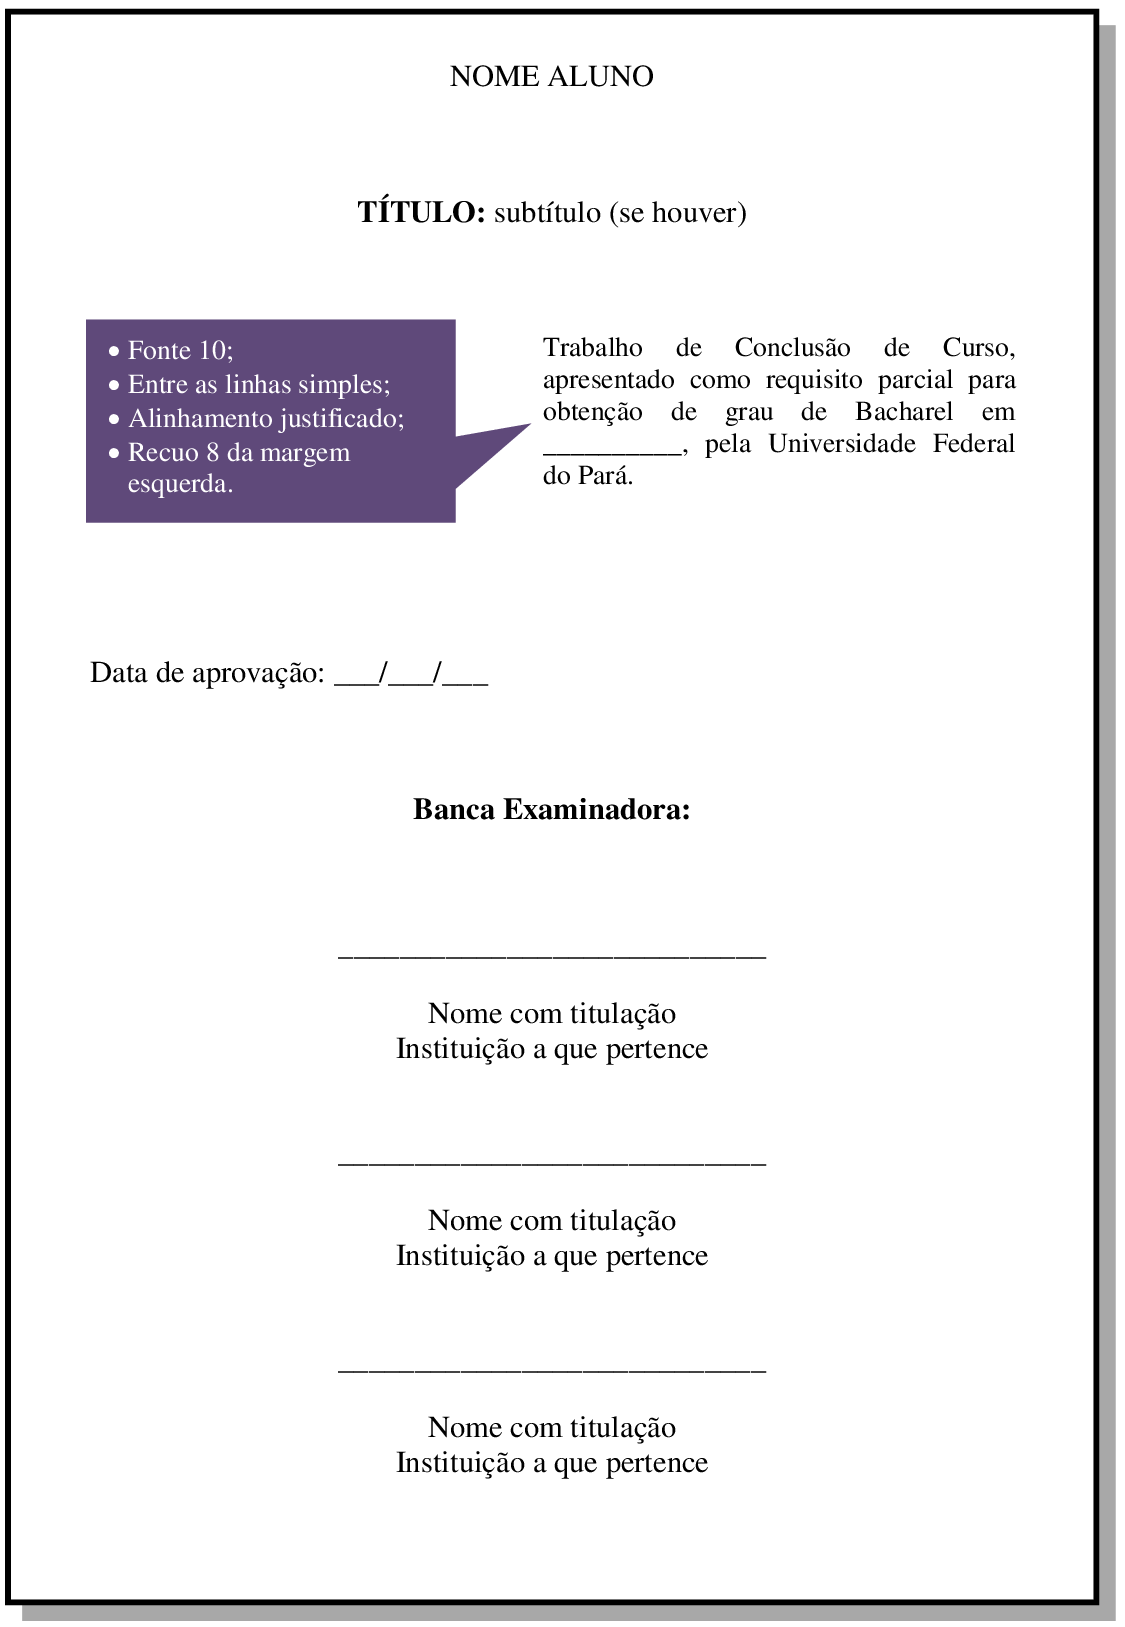 NOME ALUNO
TÍTULO: subtítulo (se houver)
• Fonte 10;
• Entre as linhas simples;
• Alinhamento justificado;
• Recuo 8 da margem
esquerda.
Trabalho de Conclusão de Curso,
apresentado como requisito parcial para
obtenção de grau de Bacharel em
__________, pela Universidade Federal
do Pará.
Data de aprovação: ___/___/___
Banca Examinadora:
____________________________
Nome com titulação
Instituição a que pertence
____________________________
Nome com titulação
Instituição a que pertence
____________________________
Nome com titulação
Instituição a que pertence